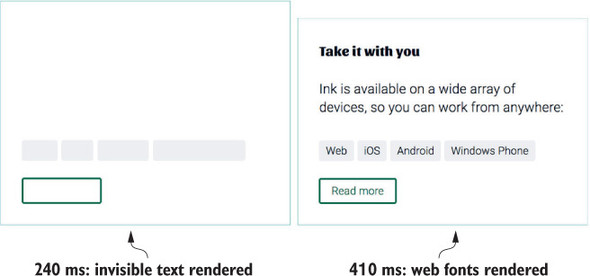 Take it with you
Ink is available on a wide array of
devices, so you can work from anywhere:
Web iOS Android Windows Phone
Read more
240 ms: invisible text rendered 410 ms: web fonts rendered